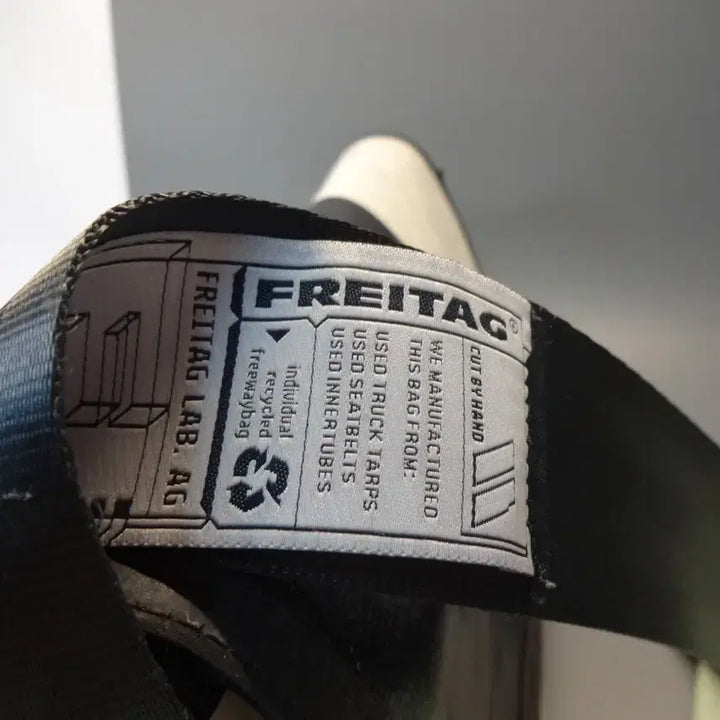 FREITAG®
CUT BY HAND
WE MANUFACTURED
THIS BAG FROM:
USED TRUCK TARPS
USED SEATBELTS
USED INNERTUBES
individual
recycled
freewaybag
FREITAG LAB. AG